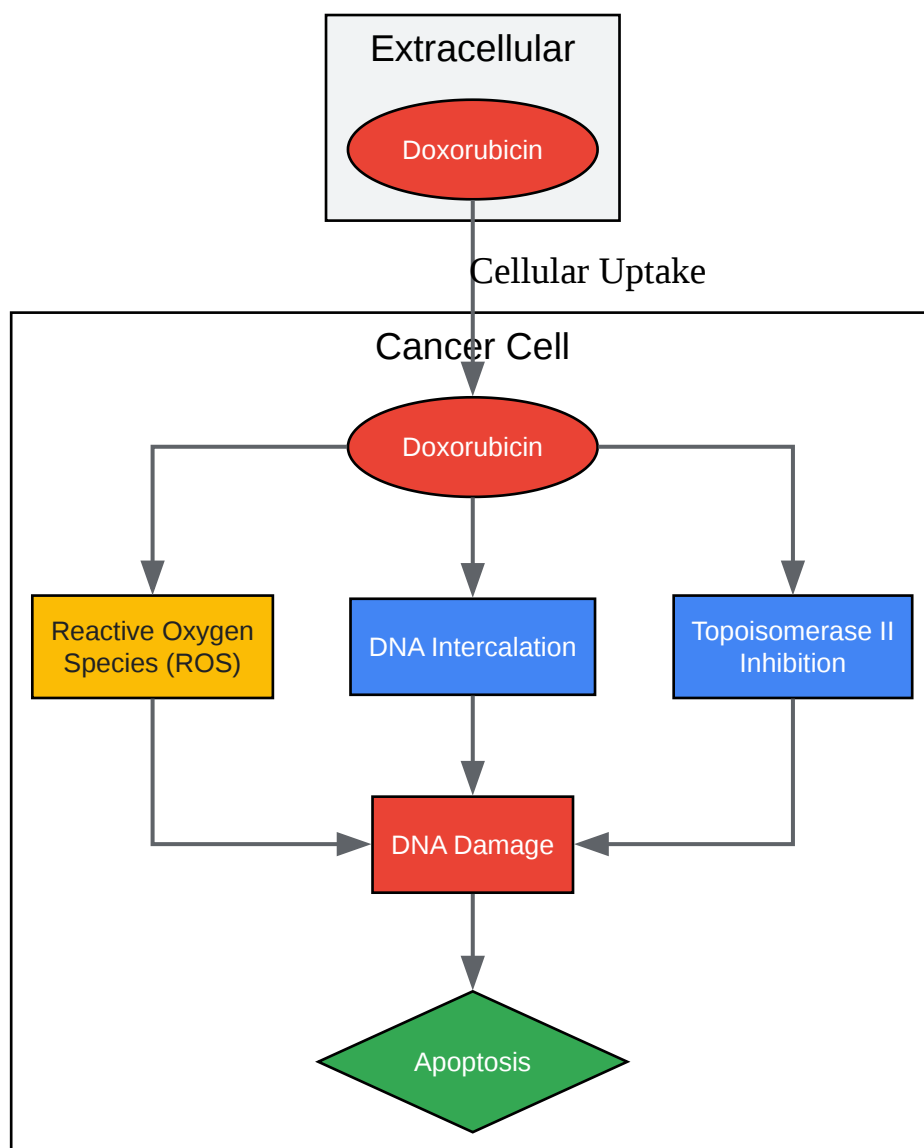 Extracellular
Doxorubicin
Cellular Uptake
Cancer Cell
Doxorubicin
Reactive Oxygen
Species (ROS)
DNA Intercalation
Topoisomerase II
Inhibition
DNA Damage
Apoptosis